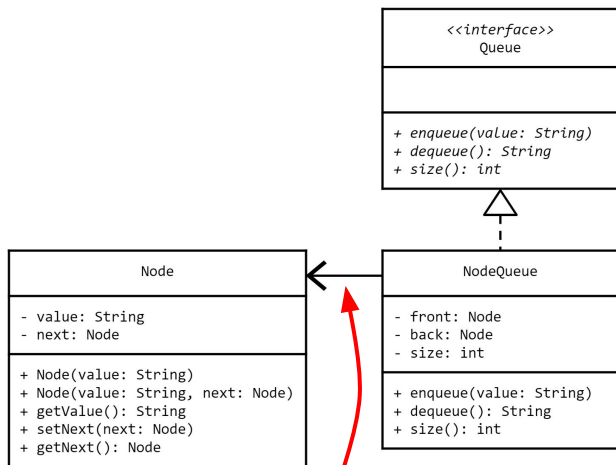 <<interface>>
Queue
+ enqueue(value: String)
+ dequeue(): String
+ size(): int
Node
- value: String
- next: Node
+ Node(value: String)
+ Node(value: String, next: Node)
+ getValue(): String
+ setNext(next: Node)
+ getNext(): Node
NodeQueue
- front: Node
- back: Node
- size: int
+ enqueue(value: String)
+ dequeue(): String
+ size(): int